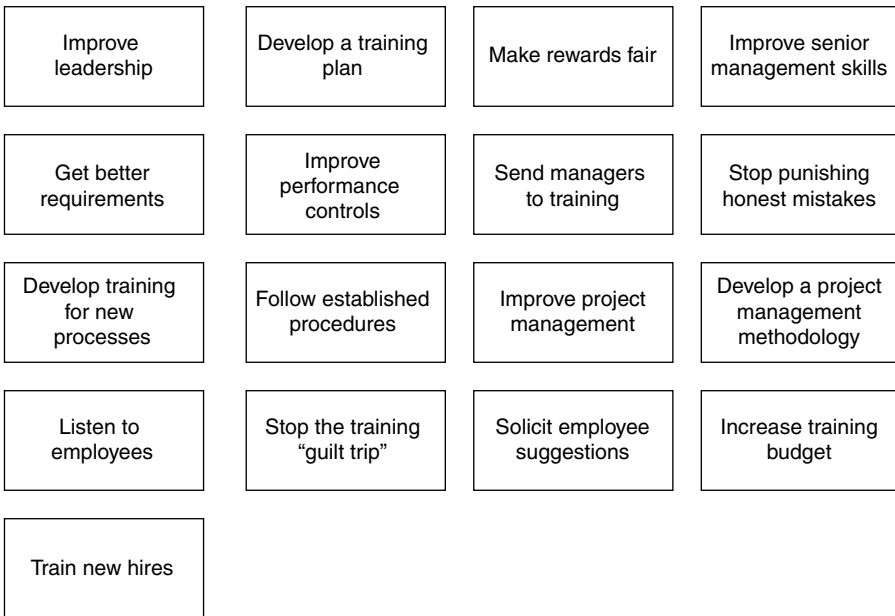 Improve
leadership
Develop a training
plan
Make rewards fair
Improve senior
management skills
Get better
requirements
Improve
performance
controls
Send managers
to training
Stop punishing
honest mistakes
Develop training
for new
processes
Follow established
procedures
Improve project
management
Develop a project
management
methodology
Listen to
employees
Stop the training
“guilt trip”
Solicit employee
suggestions
Increase training
budget
Train new hires